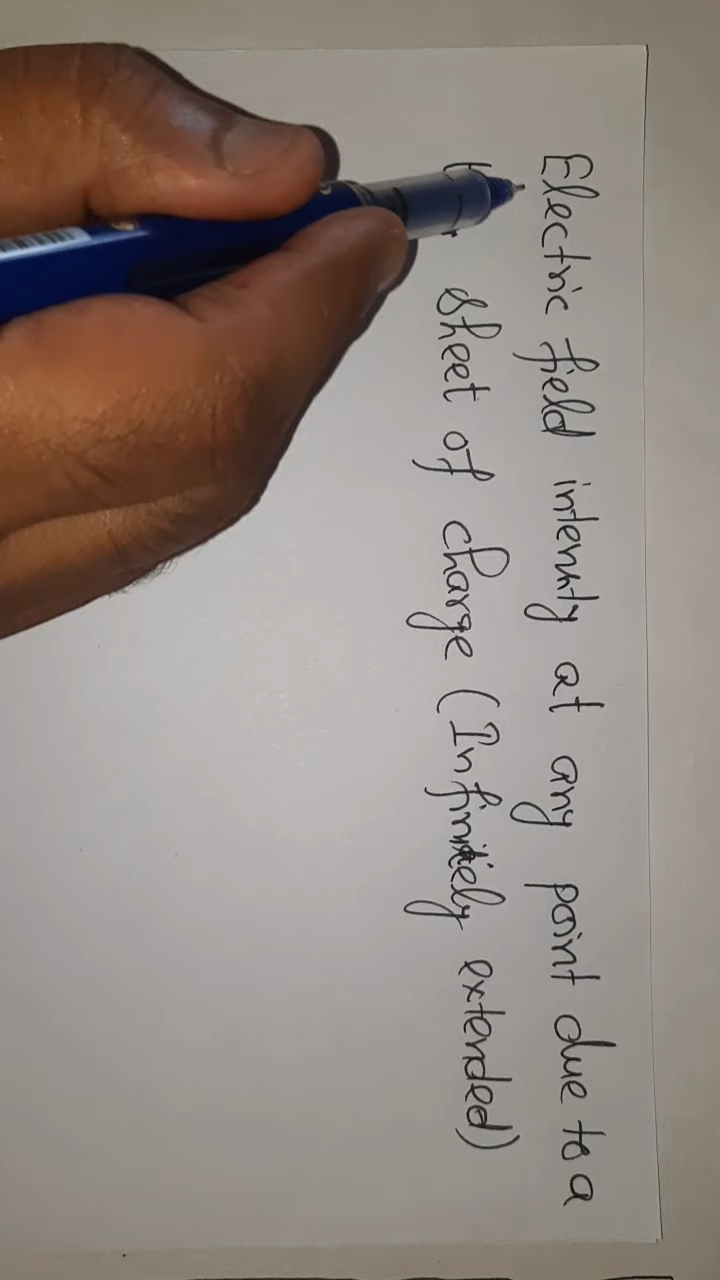 Electric field intensity at any point due to a
sheet of charge (Infinitely extended)